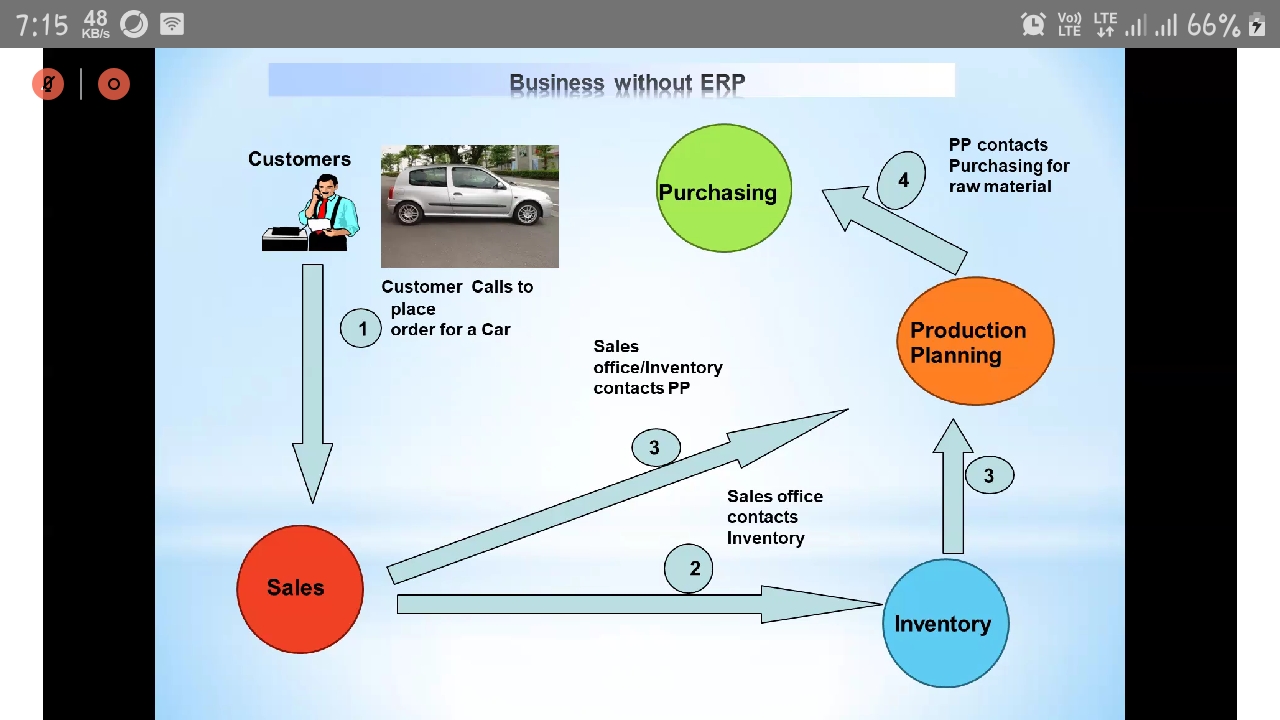 7:15 48 KB/s Vo)) LTE LTE 66%
Business without ERP
Customers
Customer Calls to
place
order for a Car
1
Purchasing
4
PP contacts
Purchasing for
raw material
Production
Planning
Sales
office/Inventory
contacts PP
3
3
Sales office
contacts
Inventory
2
Sales
Inventory